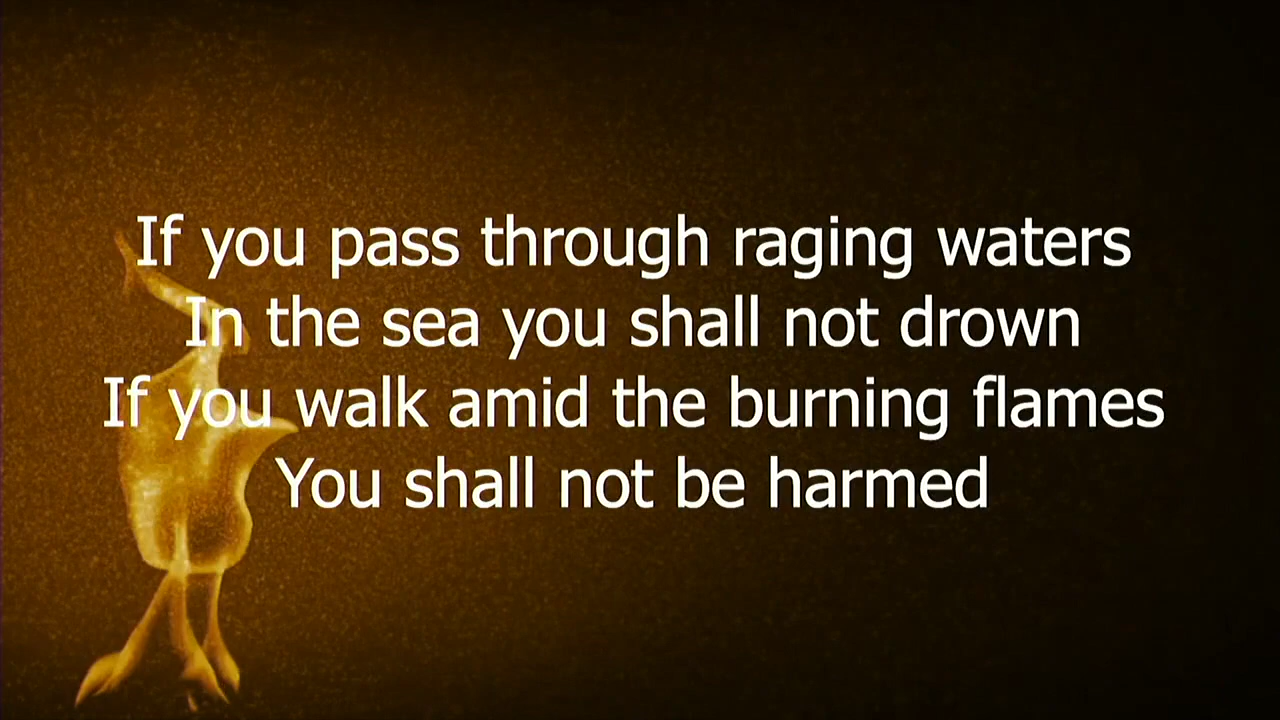 If you pass through raging waters
In the sea you shall not drown
If you walk amid the burning flames
You shall not be harmed